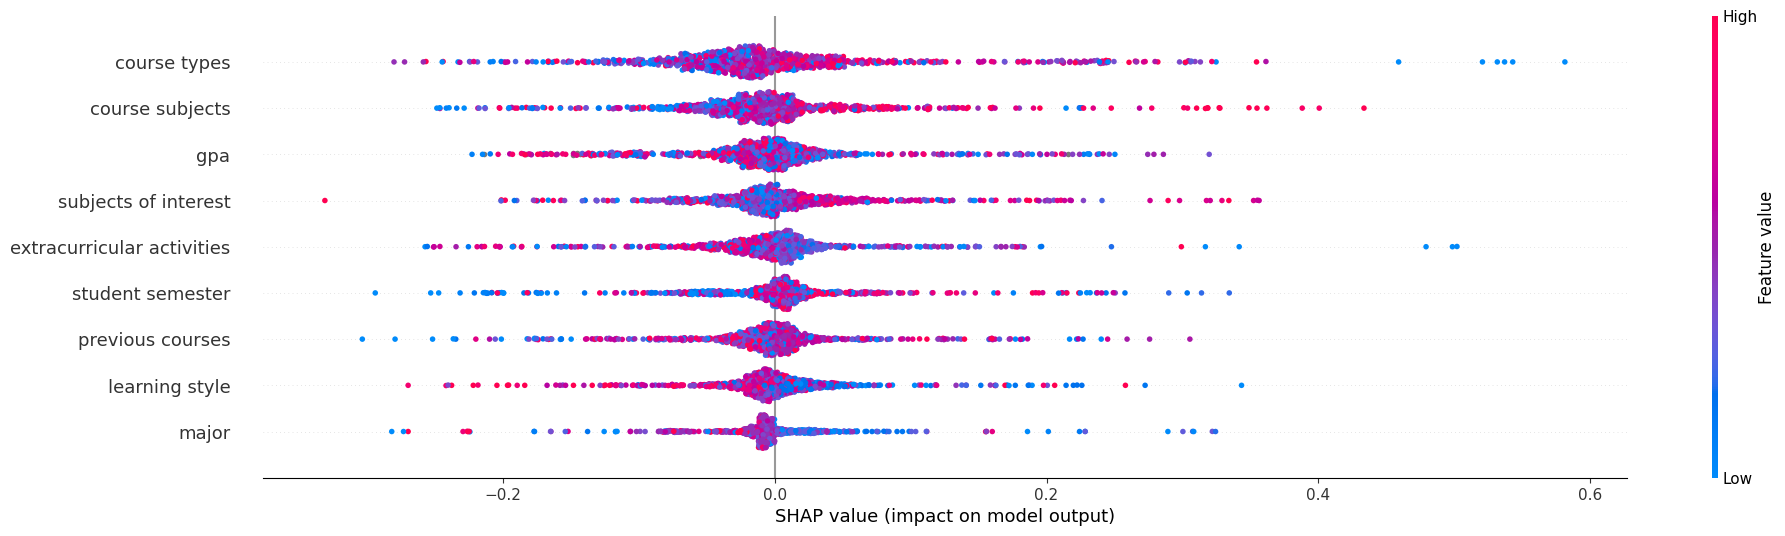 High
course types
course subjects
gpa
subjects of interest
extracurricular activities
student semester
previous courses
learning style
major
Feature value
Low
−0.2
0.0
0.2
0.4
0.6
SHAP value (impact on model output)